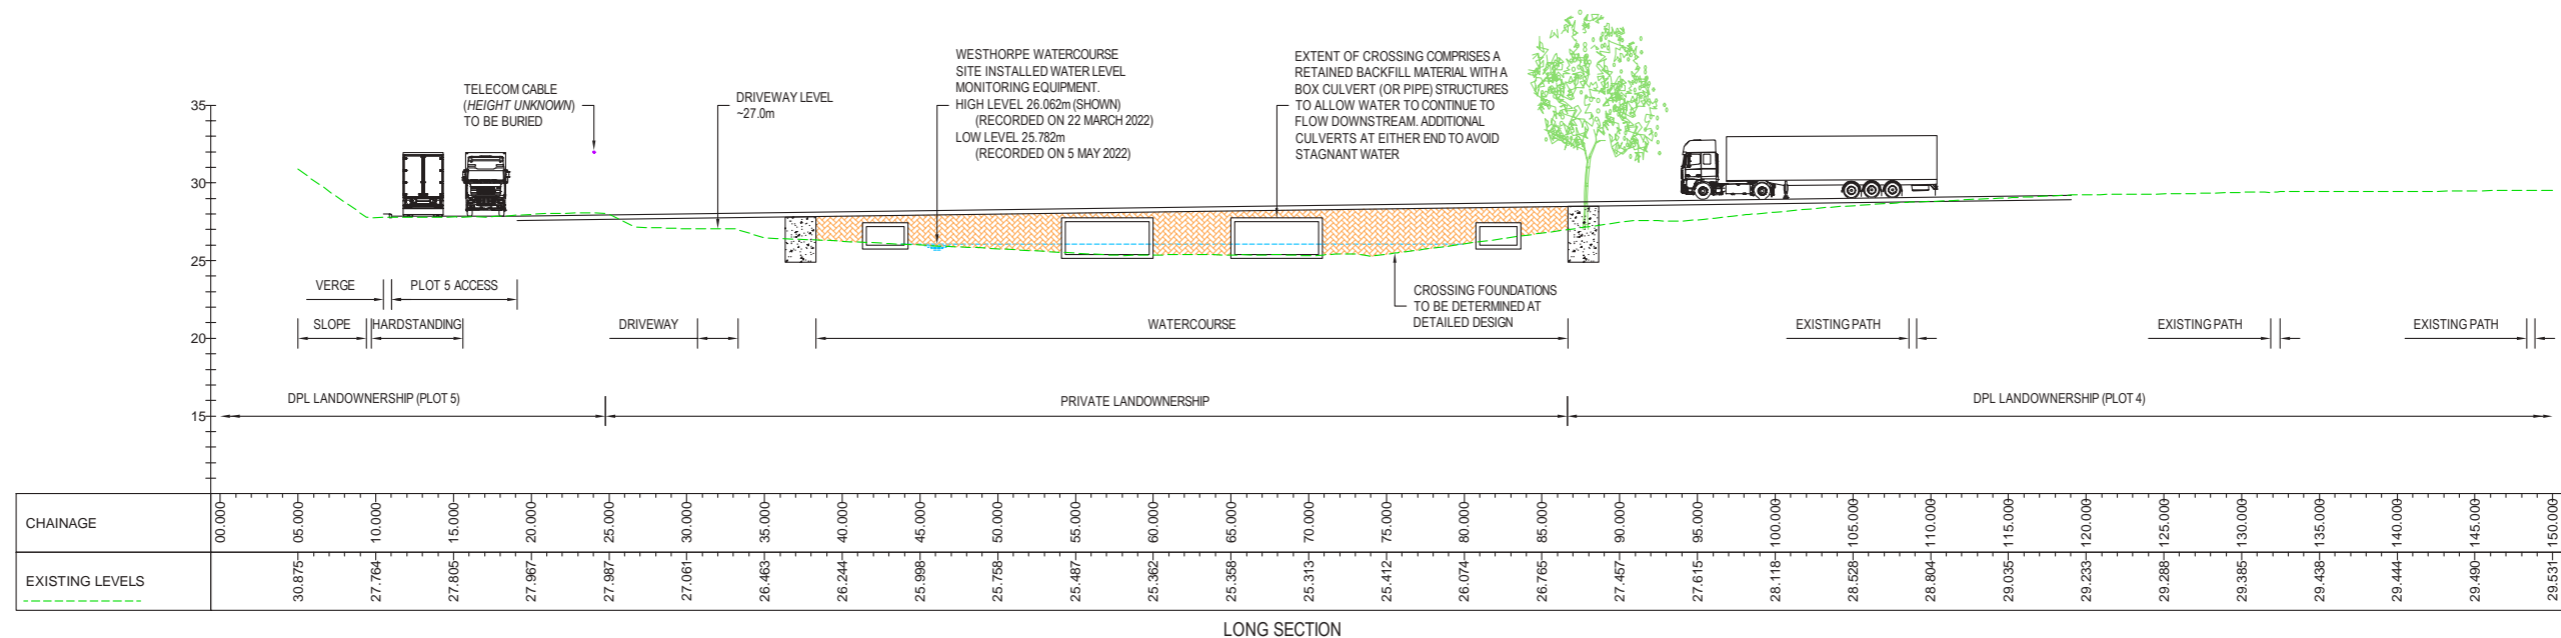 TELECOM CABLE
(HEIGHT UNKNOWN)
TO BE BURIED
DRIVEWAY LEVEL
~27.0m
WESTHORPE WATERCOURSE
SITE INSTALLED WATER LEVEL
MONITORING EQUIPMENT.
HIGH LEVEL 26.062m (SHOWN)
(RECORDED ON 22 MARCH 2022)
LOW LEVEL 25.782m
(RECORDED ON 5 MAY 2022)
EXTENT OF CROSSING COMPRISES A
RETAINED BACKFILL MATERIAL WITH A
BOX CULVERT (OR PIPE) STRUCTURES
TO ALLOW WATER TO CONTINUE TO
FLOW DOWNSTREAM. ADDITIONAL
CULVERTS AT EITHER END TO AVOID
STAGNANT WATER
35
30
25
20
15
CROSSING FOUNDATIONS
TO BE DETERMINED AT
DETAILED DESIGN
VERGE
PLOT 5 ACCESS
SLOPE
HARDSTANDING
DRIVEWAY
WATERCOURSE
EXISTING PATH
EXISTING PATH
EXISTING PATH
DPL LANDOWNERSHIP (PLOT 5)
PRIVATE LANDOWNERSHIP
DPL LANDOWNERSHIP (PLOT 4)
CHAINAGE
00.000
05.000
10.000
15.000
20.000
25.000
30.000
35.000
40.000
45.000
50.000
55.000
60.000
65.000
70.000
75.000
80.000
85.000
90.000
95.000
100.000
105.000
110.000
115.000
120.000
125.000
130.000
135.000
140.000
145.000
150.000
EXISTING LEVELS
30.875
27.764
27.805
27.967
27.987
27.061
26.463
26.244
25.998
25.758
25.487
25.362
25.358
25.313
25.412
26.074
26.765
27.457
27.615
28.118
28.528
28.804
29.035
29.233
29.288
29.385
29.438
29.444
29.490
29.531
LONG SECTION